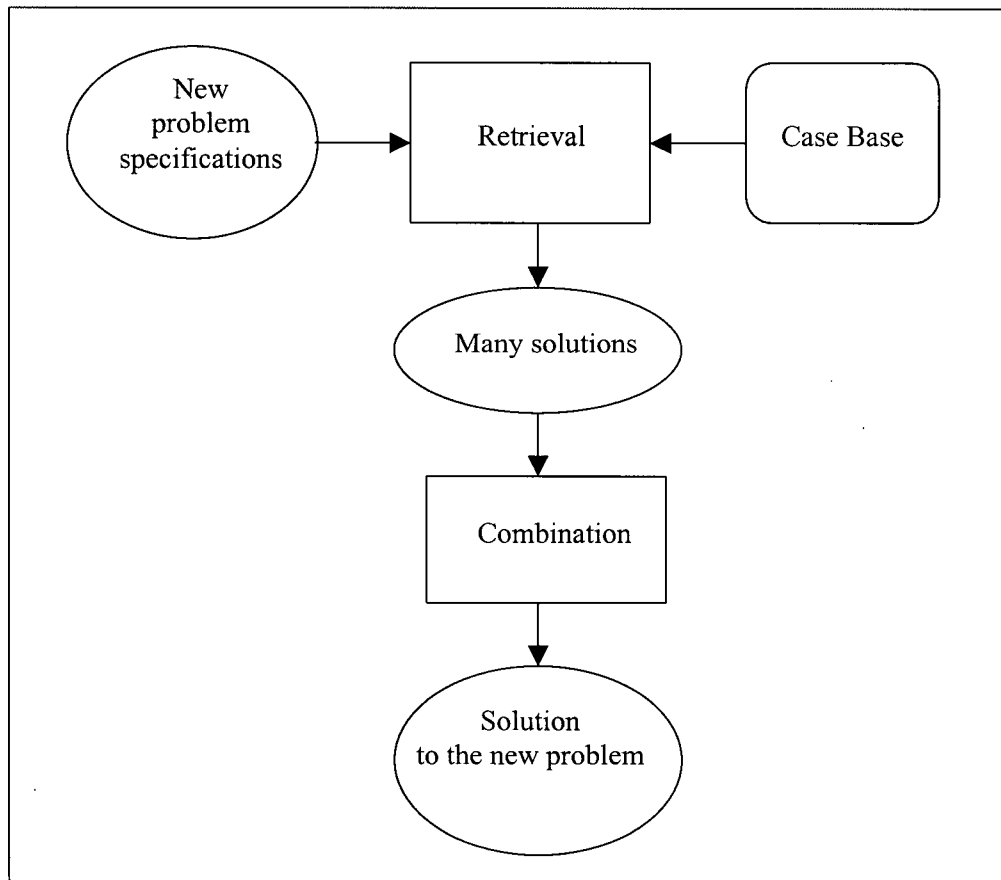 New
problem
specifications
Retrieval
Case Base
Many solutions
Combination
Solution
to the new problem